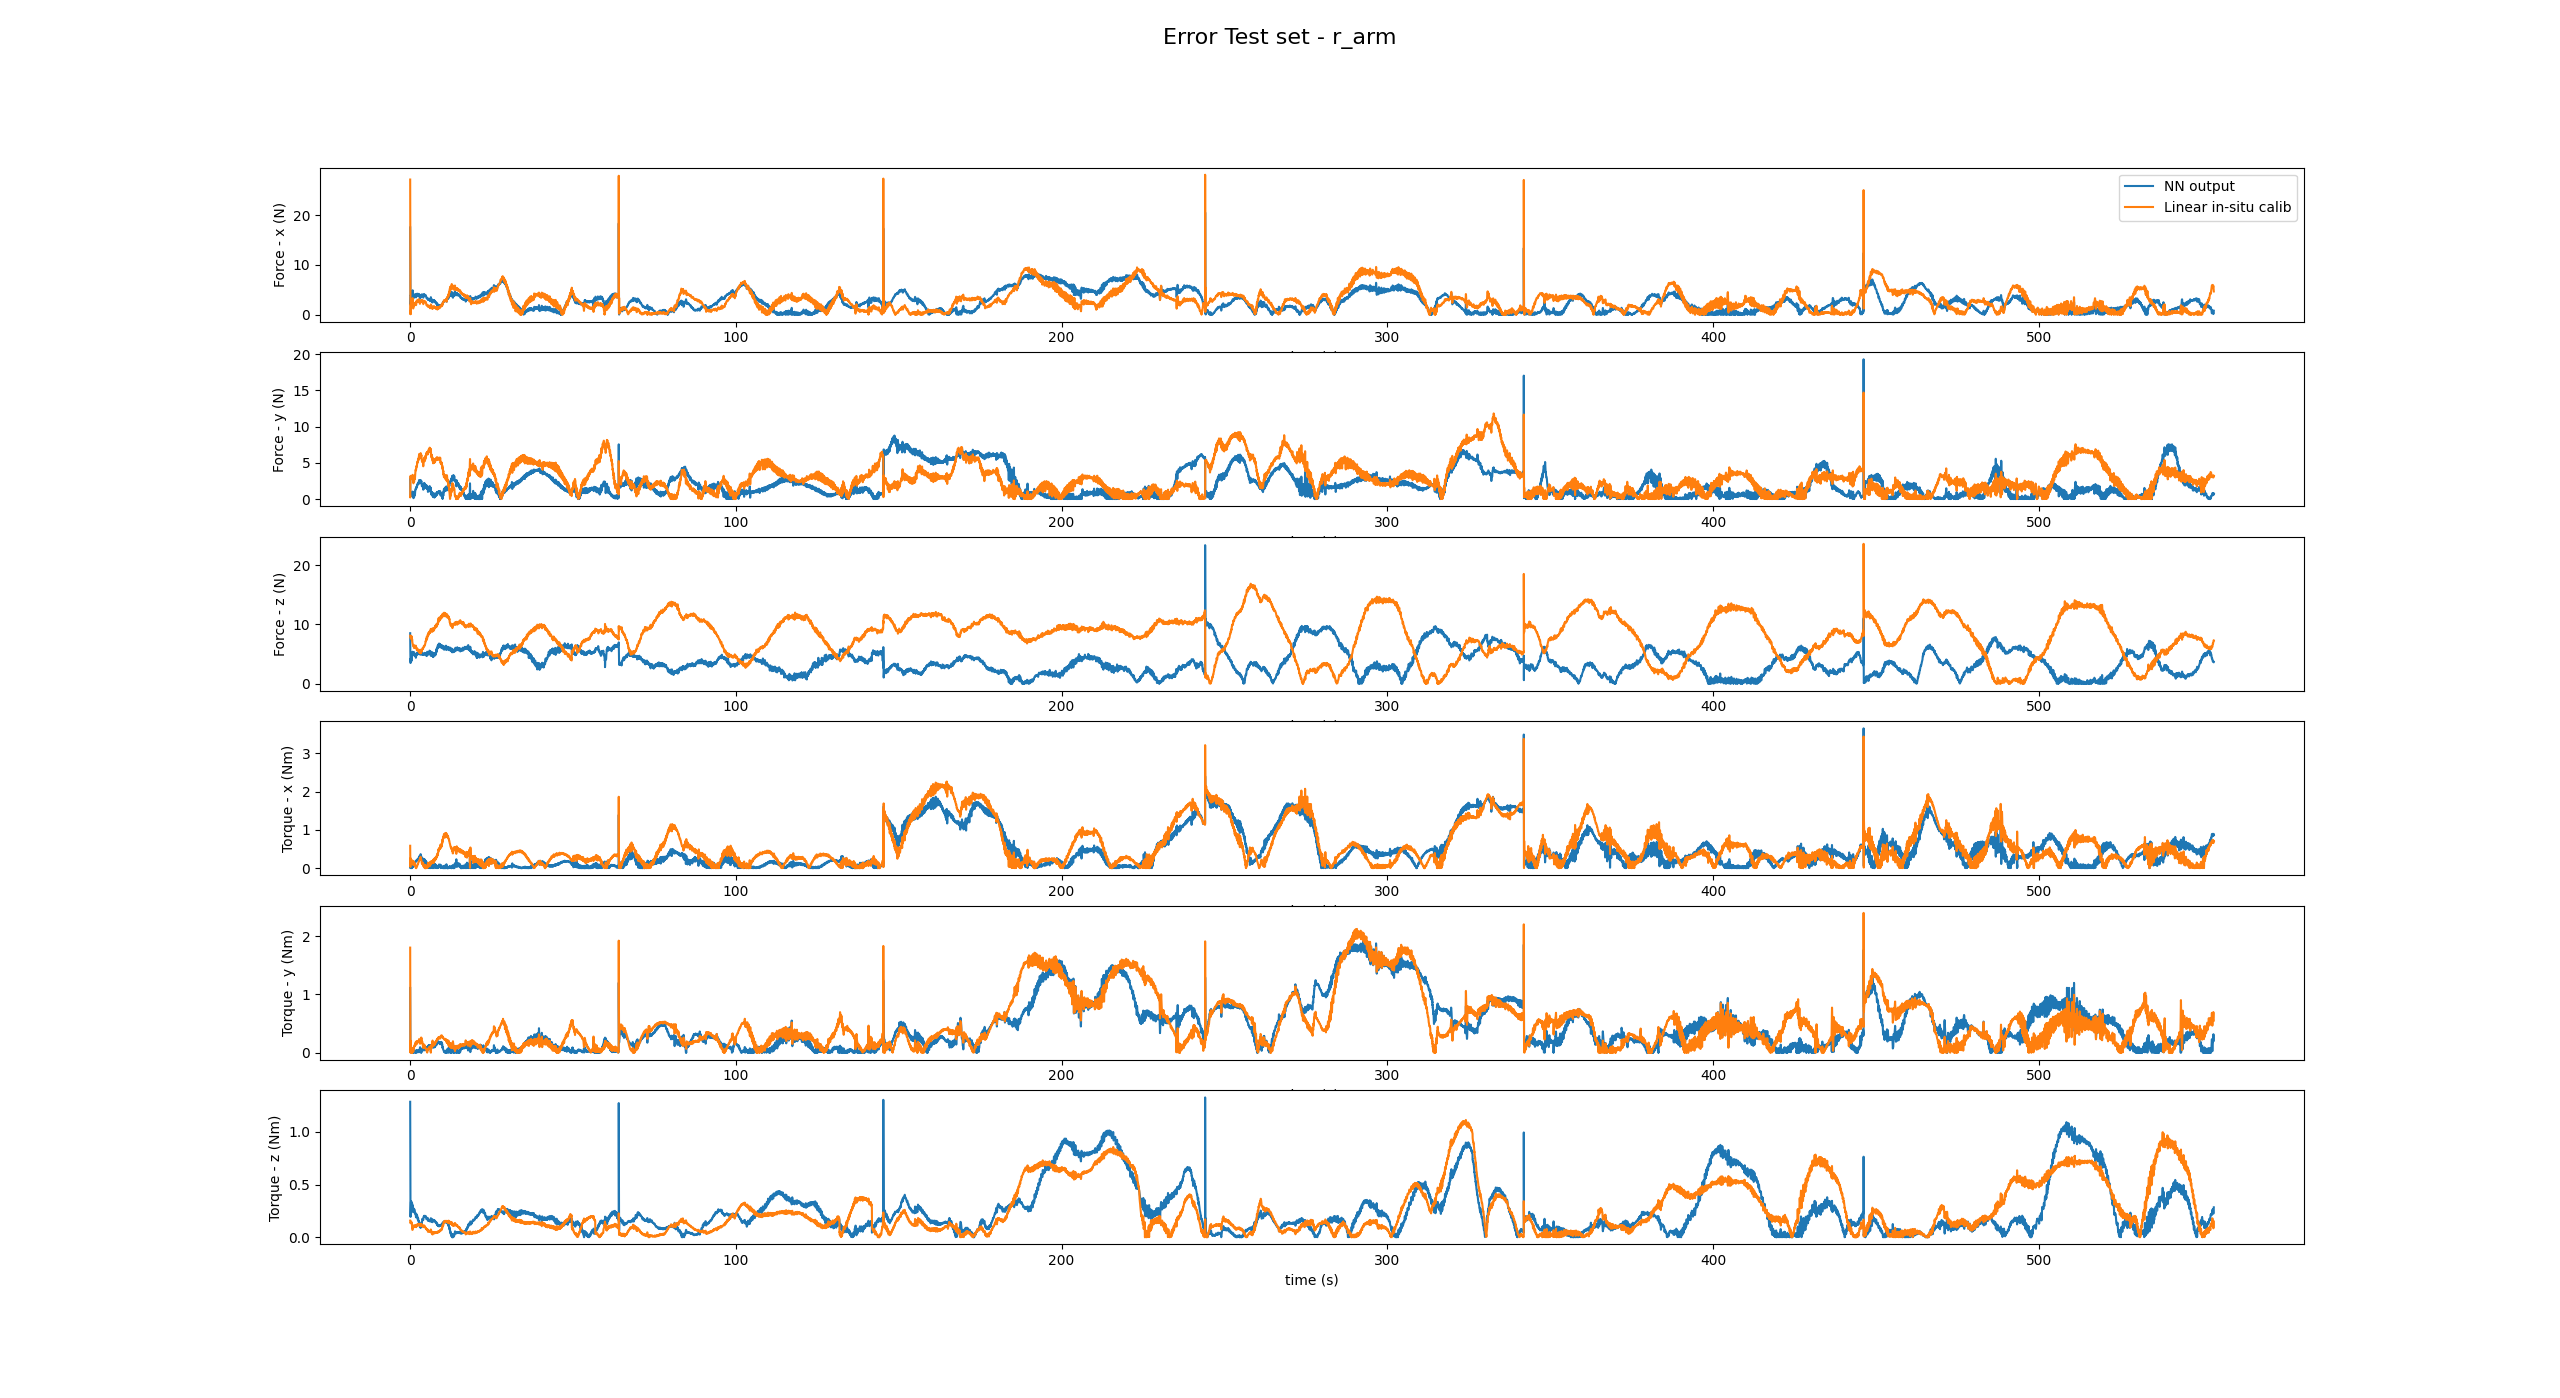 Error Test set - r_arm
NN output
Linear in-situ calib
Force - x (N)
20
10
0
0 100 200 300 400 500
Force - y (N)
20
15
10
5
0
0 100 200 300 400 500
Force - z (N)
20
10
0
0 100 200 300 400 500
Torque - x (Nm)
3
2
1
0
0 100 200 300 400 500
Torque - y (Nm)
2
1
0
0 100 200 300 400 500
Torque - z (Nm)
1.0
0.5
0.0
0 100 200 300 400 500
time (s)